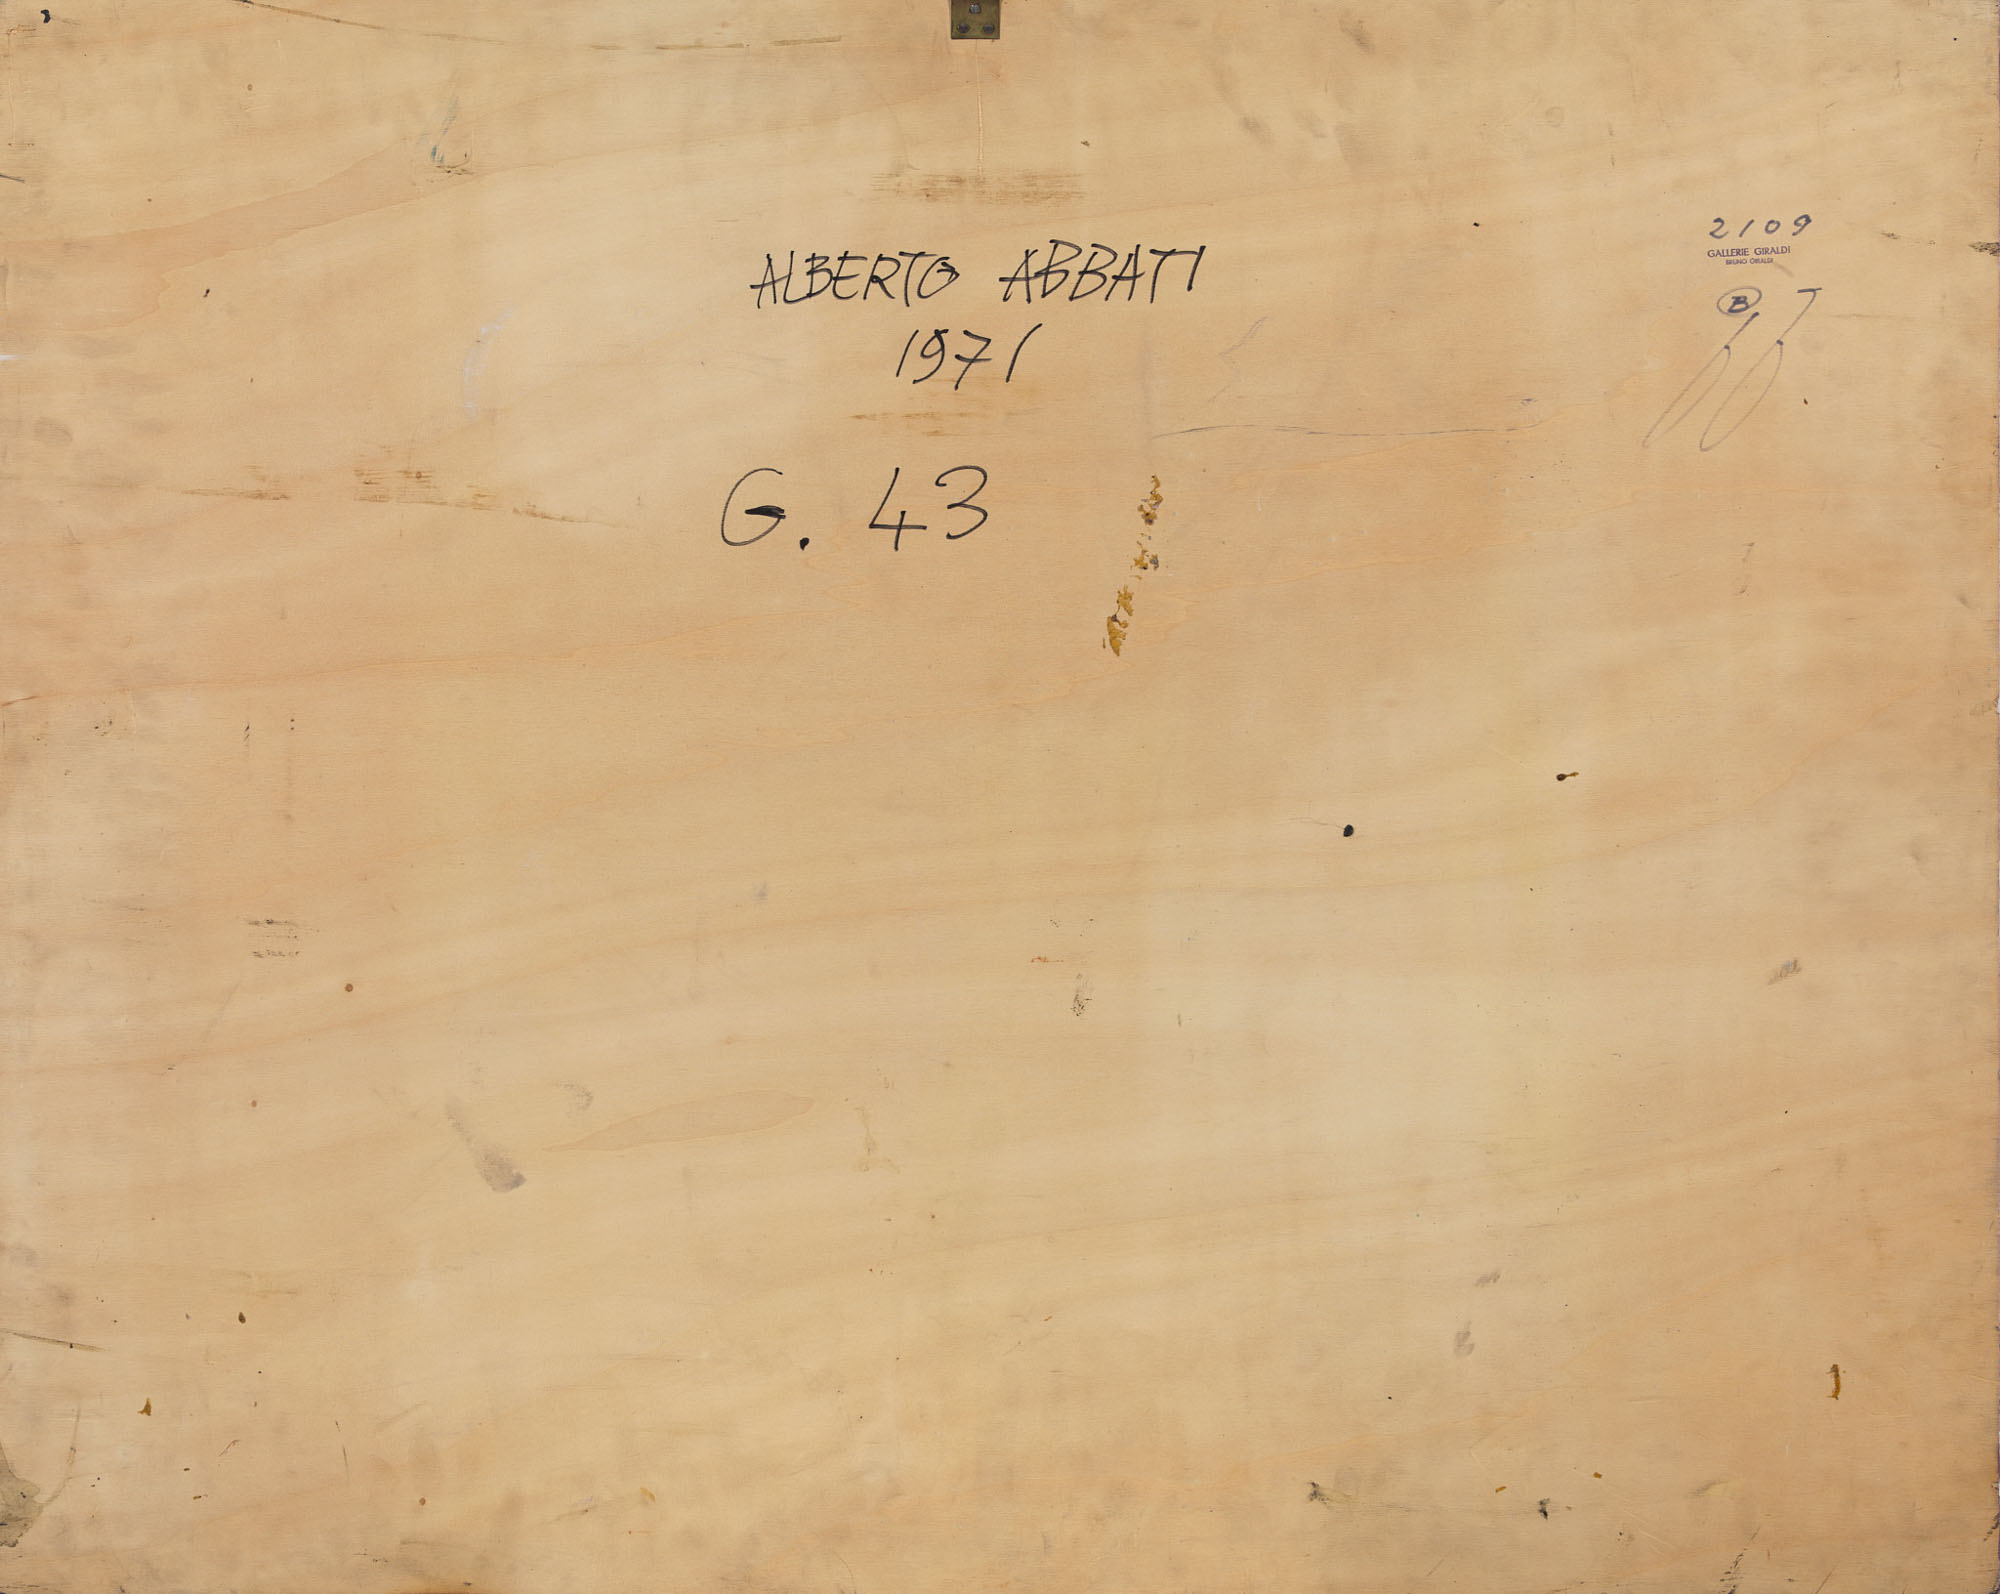 ALBERTO ABBATI
1971
G. 43
2109
GALLERIE GIRALDI
BRUNO GIRALDI
B